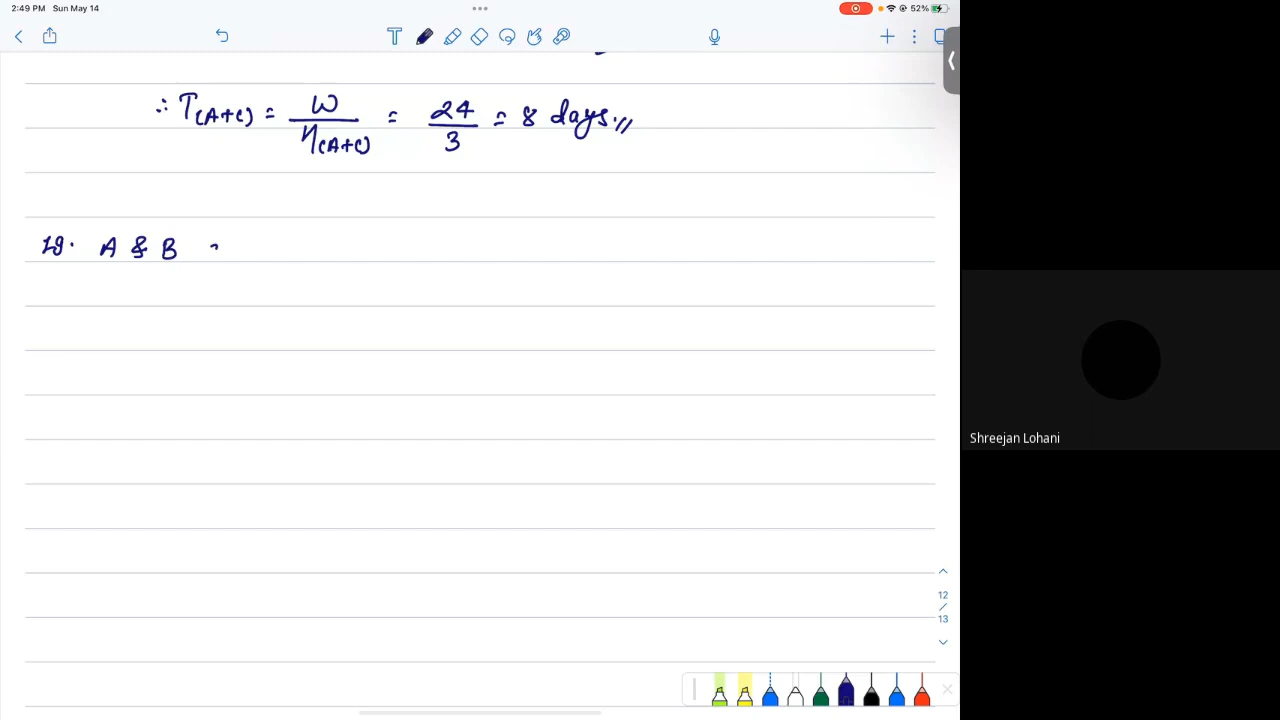 2:49 PM Sun May 14
52%
∴ T(A+C) = W/η(A+C) = 24/3 = 8 days.//
19. A & B
12
/
13
Shreejan Lohani